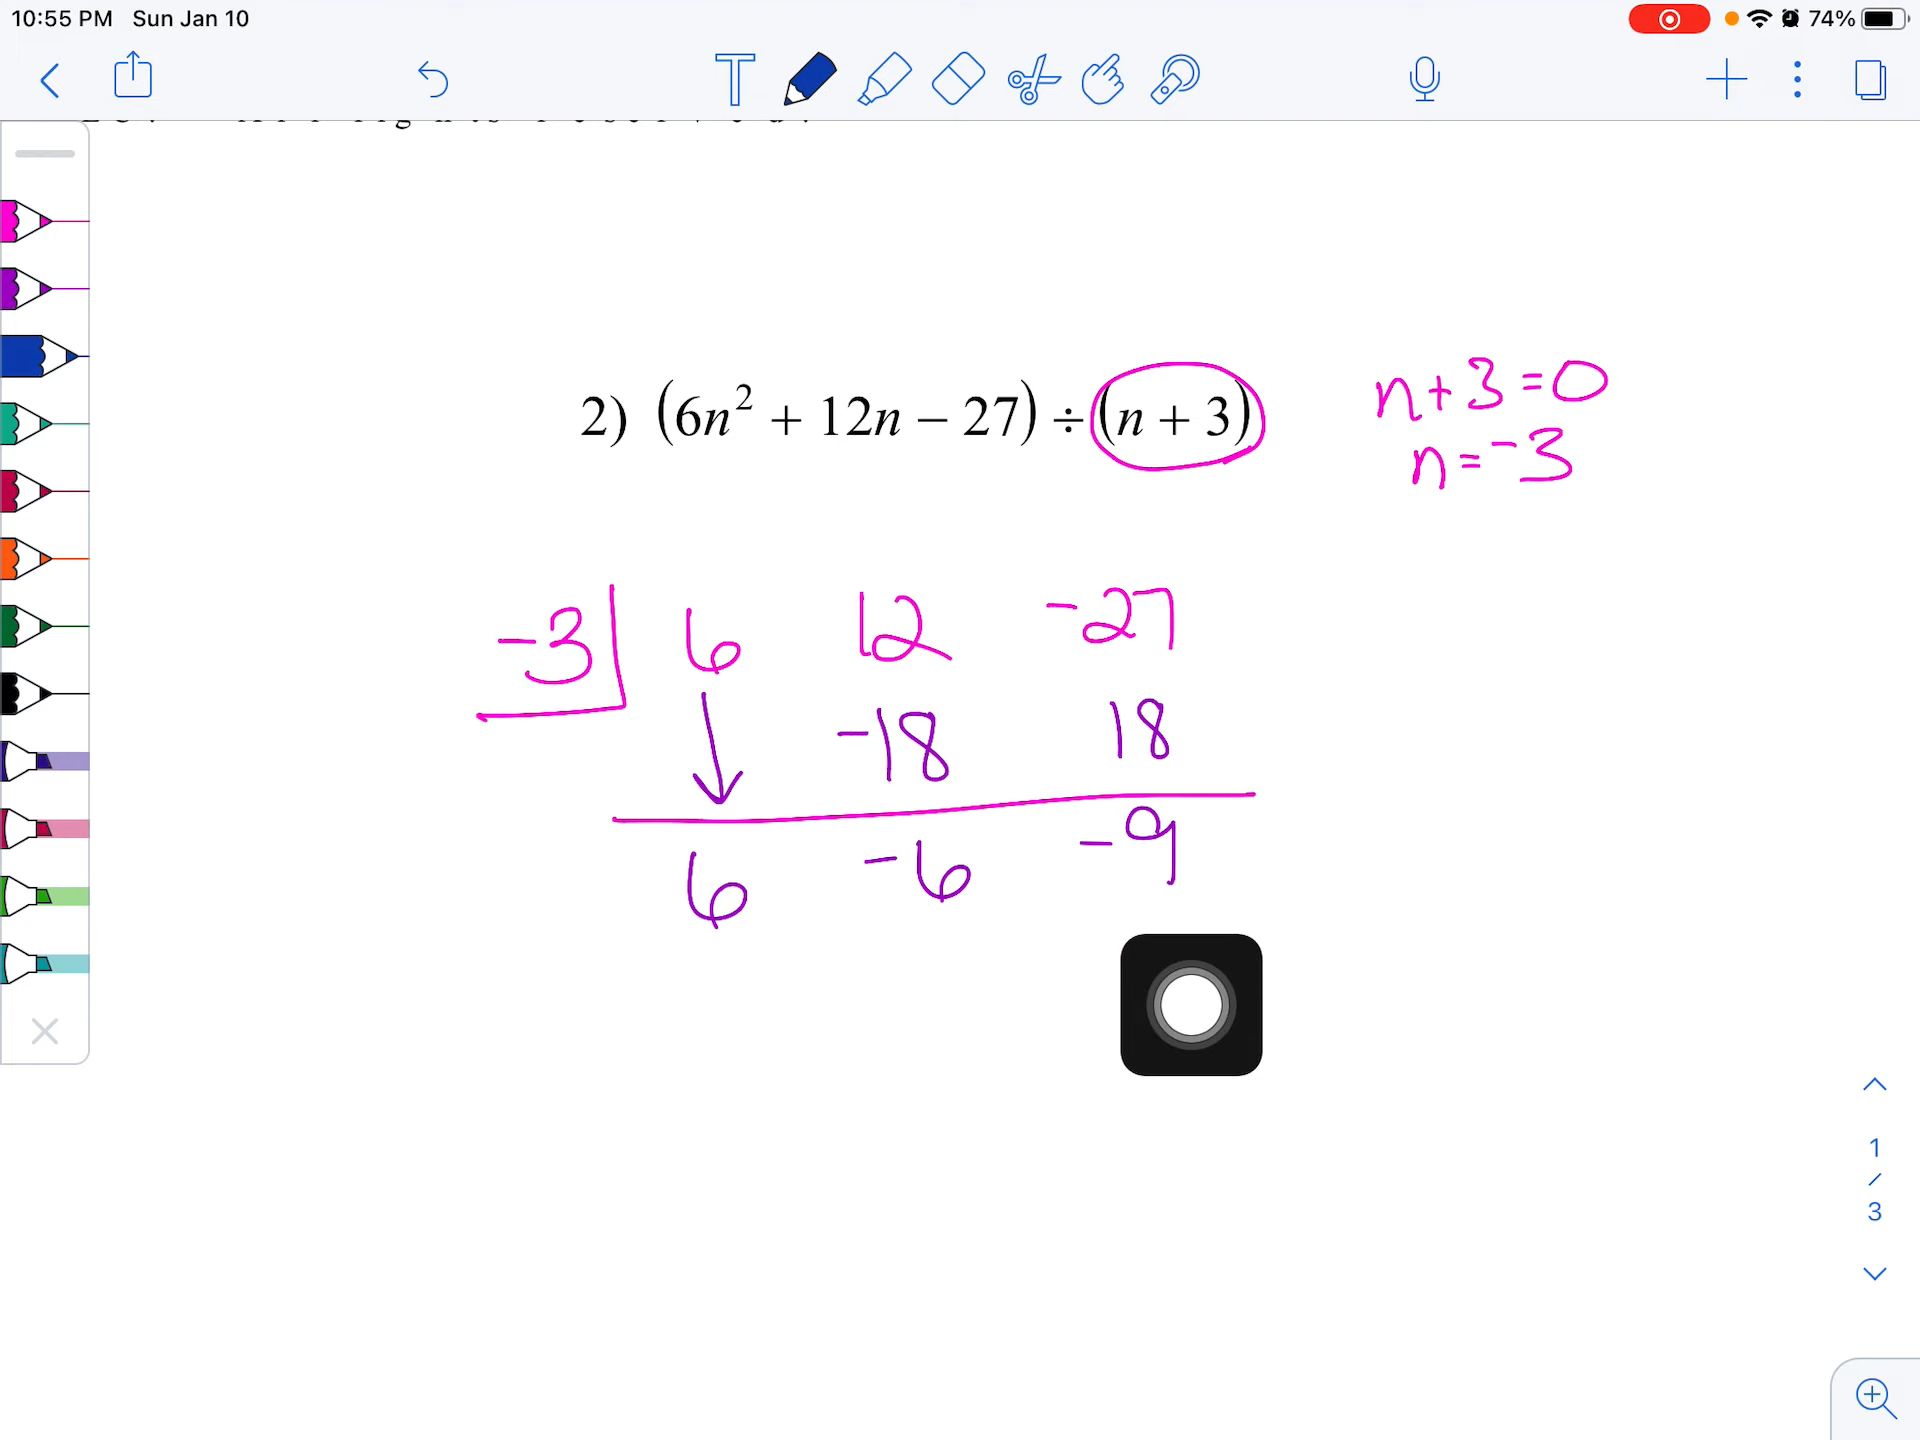 10:55 PM Sun Jan 10 74%
2) (6n² + 12n − 27) ÷ (n + 3)
n+3=0
n=-3
-3 6 12 -27
-18 18
6 -6 -9
1
/
3